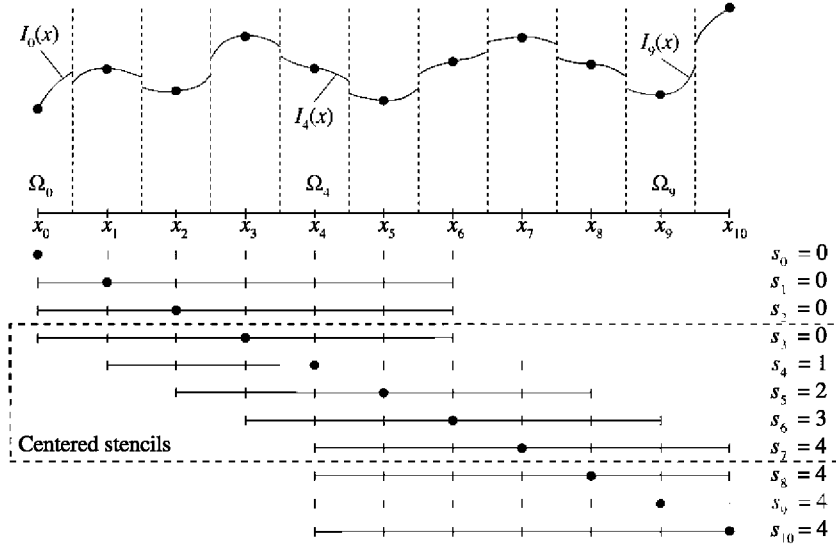 I₀(x)
I₄(x)
I₉(x)
Ω₀ Ω₄ Ω₉
x₀ x₁ x₂ x₃ x₄ x₅ x₆ x₇ x₈ x₉ x₁₀
s₀ = 0
s₁ = 0
s₂ = 0
s₃ = 0
s₄ = 1
s₅ = 2
s₆ = 3
Centered stencils
s₇ = 4
s₈ = 4
s₉ = 4
s₁₀ = 4